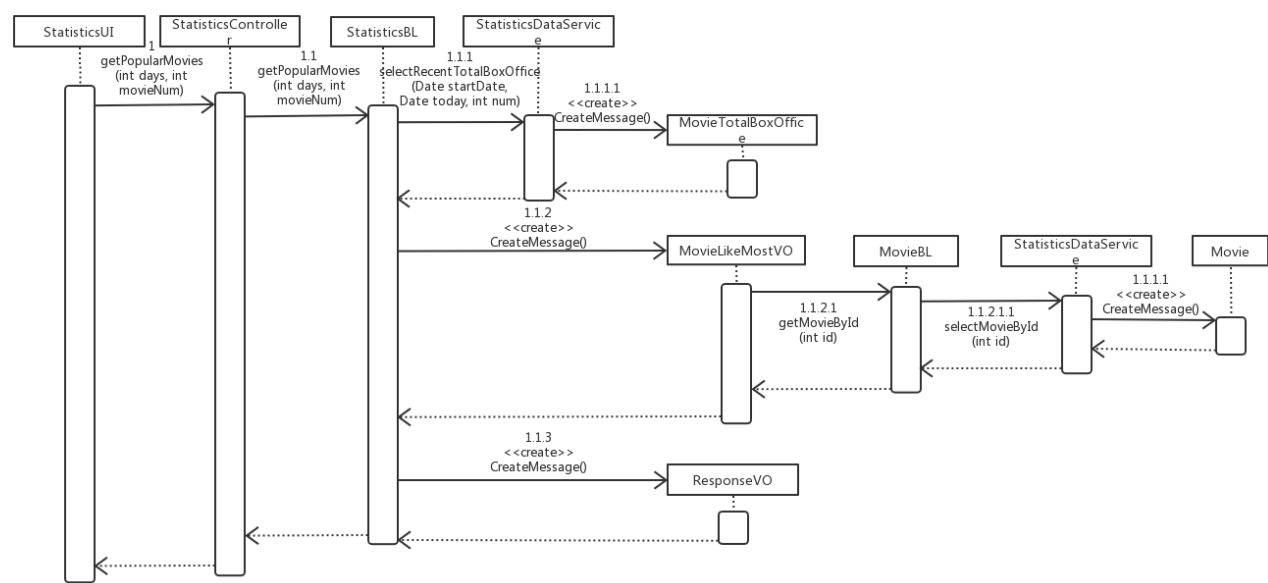 StatisticsUI
StatisticsControlle
r
StatisticsBL
StatisticsDataServic
e
1
getPopularMovies
(int days, int
movieNum)
1.1
getPopularMovies
(int days, int
movieNum)
1.1.1
selectRecentTotalBoxOffice
(Date startDate,
Date today, int num)
1.1.1.1
<<create>>
CreateMessage()
MovieTotalBoxOffic
e
1.1.2
<<create>>
CreateMessage()
MovieLikeMostVO
MovieBL
StatisticsDataServic
e
Movie
1.1.2.1
getMovieById
(int id)
1.1.2.1.1
selectMovieById
(int id)
1.1.1.1
<<create>>
CreateMessage()
1.1.3
<<create>>
CreateMessage()
ResponseVO